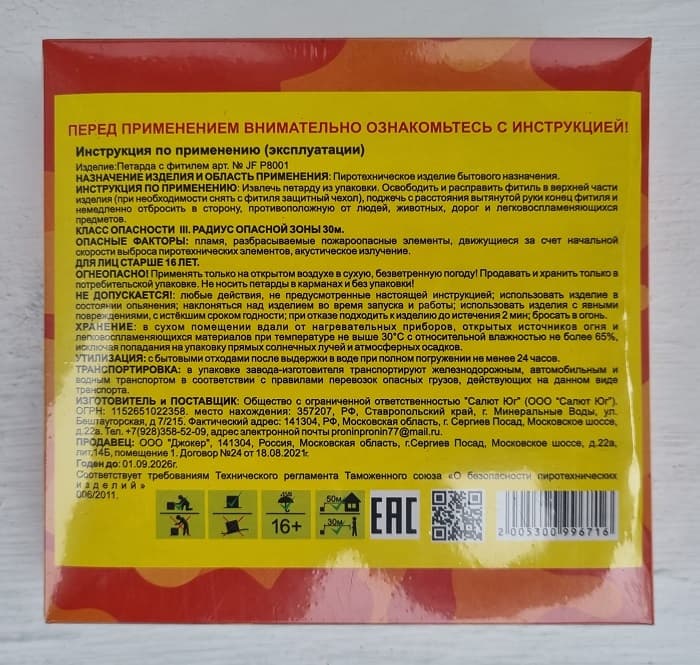 ПЕРЕД ПРИМЕНЕНИЕМ ВНИМАТЕЛЬНО ОЗНАКОМЬТЕСЬ С ИНСТРУКЦИЕЙ!
Инструкция по применению (эксплуатации)
Изделие:Петарда с фитилем арт. № JF P8001
НАЗНАЧЕНИЕ ИЗДЕЛИЯ И ОБЛАСТЬ ПРИМЕНЕНИЯ: Пиротехническое изделие бытового назначения.
ИНСТРУКЦИЯ ПО ПРИМЕНЕНИЮ: Извлечь петарду из упаковки. Освободить и расправить фитиль в верхней части
изделия (при необходимости снять с фитиля защитный чехол), поджечь с расстояния вытянутой руки конец фитиля и
немедленно отбросить в сторону, противоположную от людей, животных, дорог и легковоспламеняющихся
предметов.
КЛАСС ОПАСНОСТИ III. РАДИУС ОПАСНОЙ ЗОНЫ 30м.
ОПАСНЫЕ ФАКТОРЫ: пламя, разбрасываемые пожароопасные элементы, движущиеся за счет начальной
скорости выброса пиротехнических элементов, акустическое излучение.
ДЛЯ ЛИЦ СТАРШЕ 16 ЛЕТ.
ОГНЕОПАСНО! Применять только на открытом воздухе в сухую, безветренную погоду! Продавать и хранить только в
потребительской упаковке. Не носить петарды в карманах и без упаковки!
НЕ ДОПУСКАЕТСЯ!: любые действия, не предусмотренные настоящей инструкцией; использовать изделие в
состоянии опьянения; наклоняться над изделием во время запуска и работы; использовать изделия с явными
повреждениями, с истёкшим сроком годности; при отказе подходить к изделию до истечения 2 мин; бросать в огонь.
ХРАНЕНИЕ: в сухом помещении вдали от нагревательных приборов, открытых источников огня и
легковоспламеняющихся материалов при температуре не выше 30°С с относительной влажностью не более 65%,
исключая попадания на упаковку прямых солнечных лучей и атмосферных осадков.
УТИЛИЗАЦИЯ: с бытовыми отходами после выдержки в воде при полном погружении не менее 24 часов.
ТРАНСПОРТИРОВКА: в упаковке завода-изготовителя транспортируют железнодорожным, автомобильным и
водным транспортом в соответствии с правилами перевозок опасных грузов, действующих на данном виде
транспорта.
ИЗГОТОВИТЕЛЬ и ПОСТАВЩИК: Общество с ограниченной ответственностью "Салют Юг" (ООО "Салют Юг").
ОГРН: 1152651022358. место нахождения: 357207, РФ, Ставропольский край, г. Минеральные Воды, ул.
Бештаугорская, д.7/215. Фактический адрес: 141304, РФ, Московская область, г. Сергиев Посад, Московское шоссе,
д.22а. Тел. +7(928)358-52-09, адрес электронной почты proninpronin77@mail.ru.
ПРОДАВЕЦ: ООО "Джокер", 141304, Россия, Московская область, г.Сергиев Посад, Московское шоссе, д.22а,
лит.14Б, помещение 1. Договор №24 от 18.08.2021г.
Годен до: 01.09.2026г.
Соответствует требованиям Технического регламента Таможенного союза «О безопасности пиротехнических
изделий»
006/2011.
50м
16+
30м
EAC
2 005300 996716